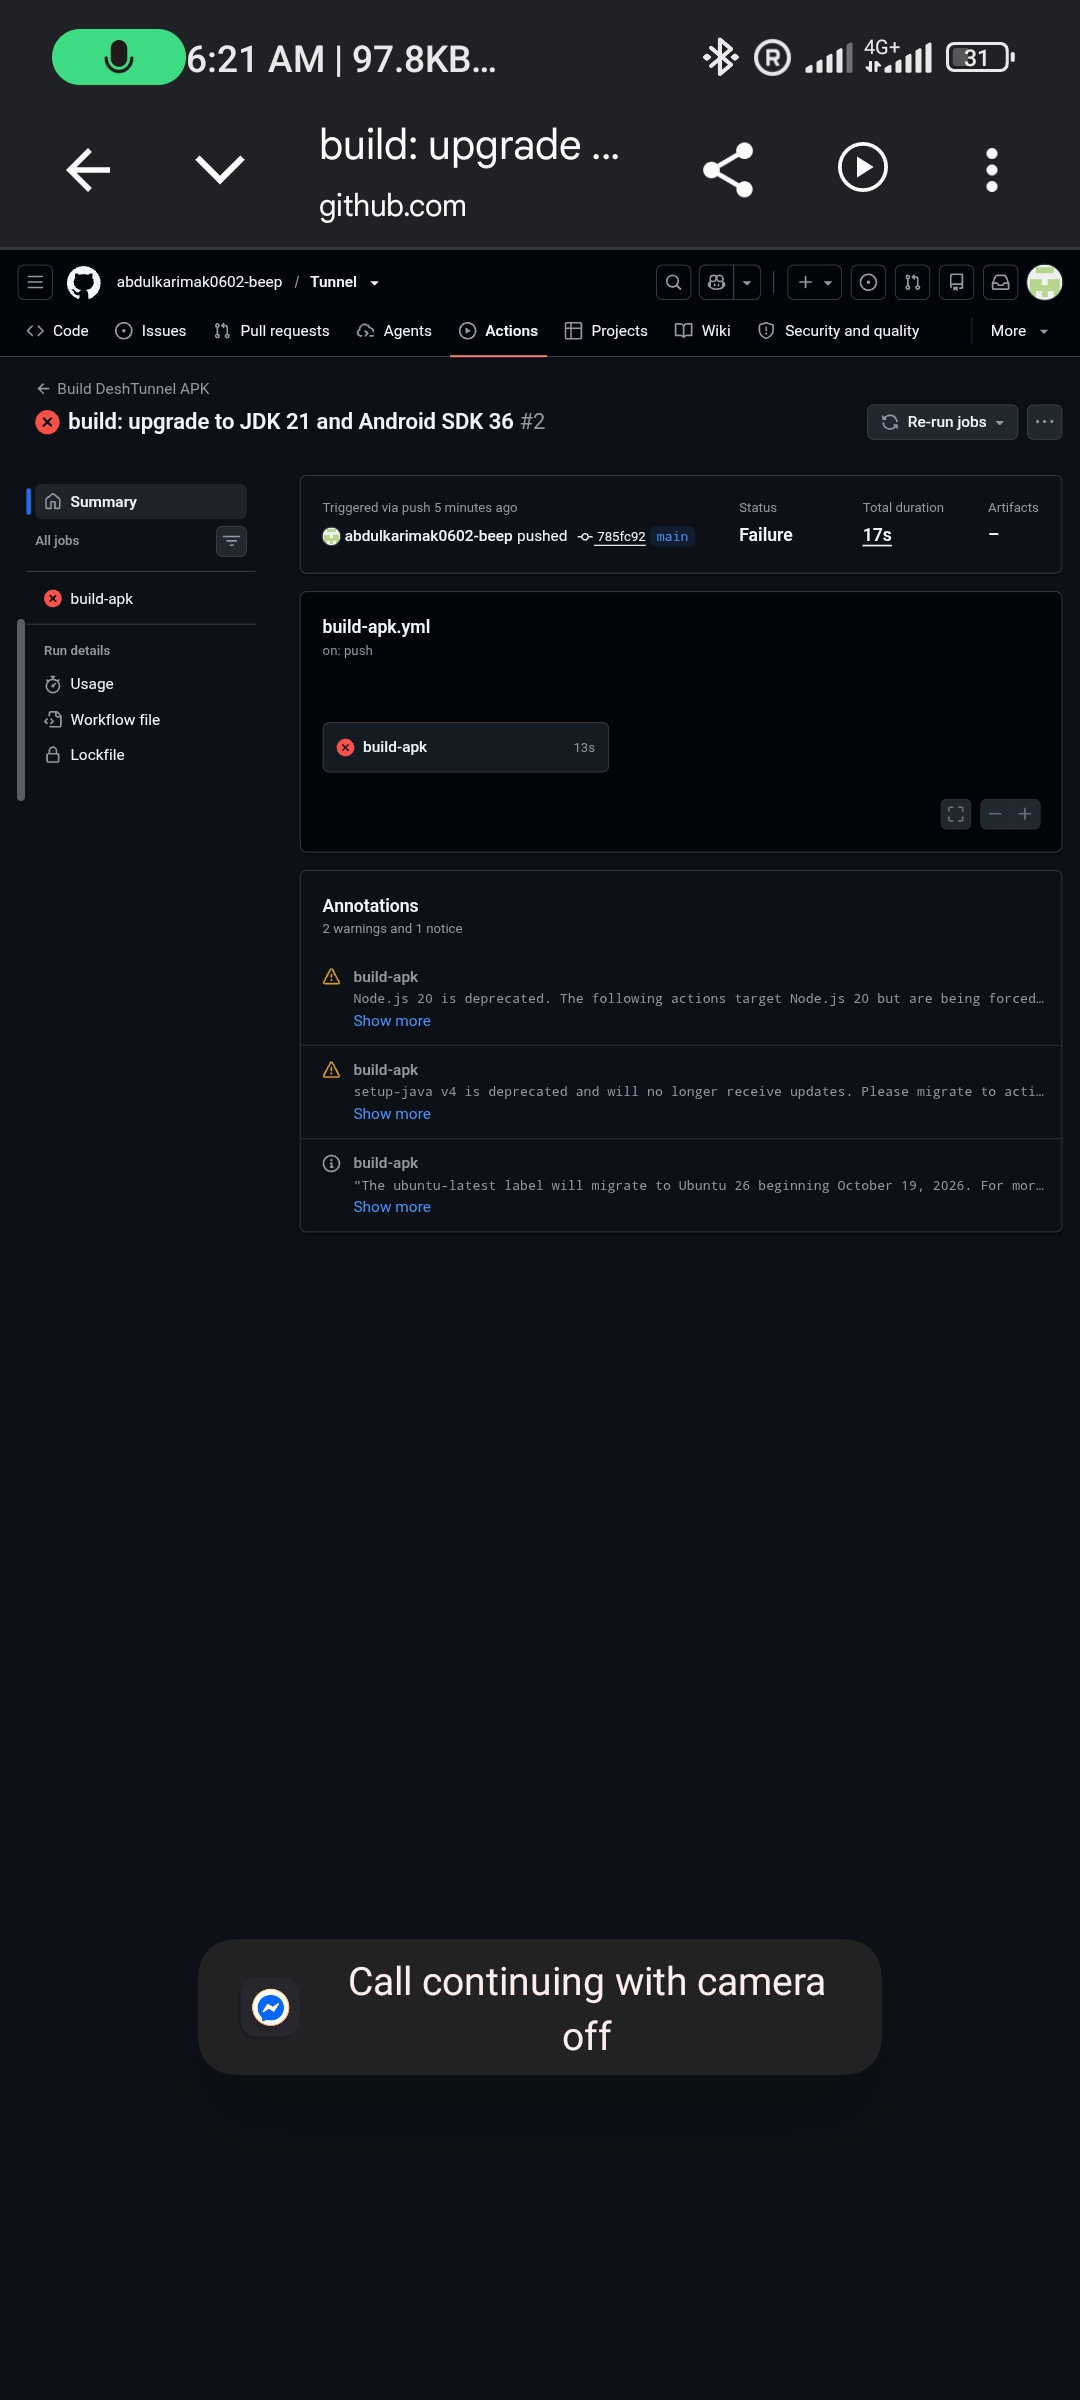 6:21 AM | 97.8KB...
4G+
31
build: upgrade ...
github.com
abdulkarimak0602-beep / Tunnel
Code Issues Pull requests Agents Actions Projects Wiki Security and quality More
Build DeshTunnel APK
build: upgrade to JDK 21 and Android SDK 36 #2
Re-run jobs
Summary
All jobs
build-apk
Run details
Usage
Workflow file
Lockfile
Triggered via push 5 minutes ago
abdulkarimak0602-beep pushed 785fc92 main
Status
Failure
Total duration
17s
Artifacts
–
build-apk.yml
on: push
build-apk 13s
Annotations
2 warnings and 1 notice
build-apk
Node.js 20 is deprecated. The following actions target Node.js 20 but are being forced…
Show more
build-apk
setup-java v4 is deprecated and will no longer receive updates. Please migrate to acti…
Show more
build-apk
"The ubuntu-latest label will migrate to Ubuntu 26 beginning October 19, 2026. For mor…
Show more
Call continuing with camera
off